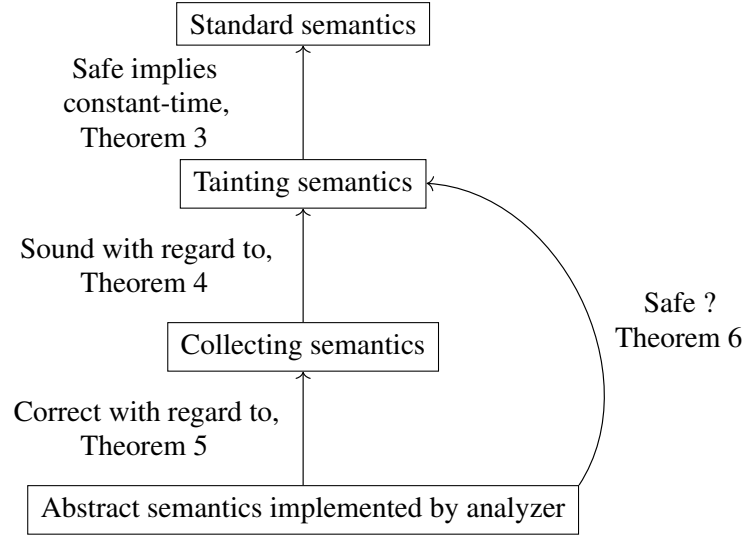 Standard semantics
Safe implies
constant-time,
Theorem 3
Tainting semantics
Sound with regard to,
Theorem 4
Safe ?
Theorem 6
Collecting semantics
Correct with regard to,
Theorem 5
Abstract semantics implemented by analyzer